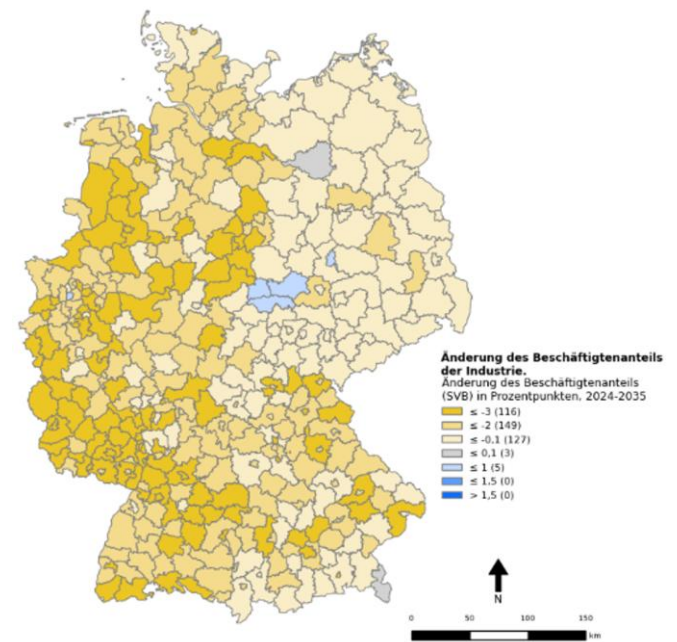 Änderung des Beschäftigtenanteils
der Industrie.
Änderung des Beschäftigtenanteils
(SVB) in Prozentpunkten, 2024-2035
≤ -3 (116)
≤ -2 (149)
≤ -0,1 (127)
≤ 0,1 (3)
≤ 1 (5)
≤ 1,5 (0)
> 1,5 (0)
N
0 50 100 150
km